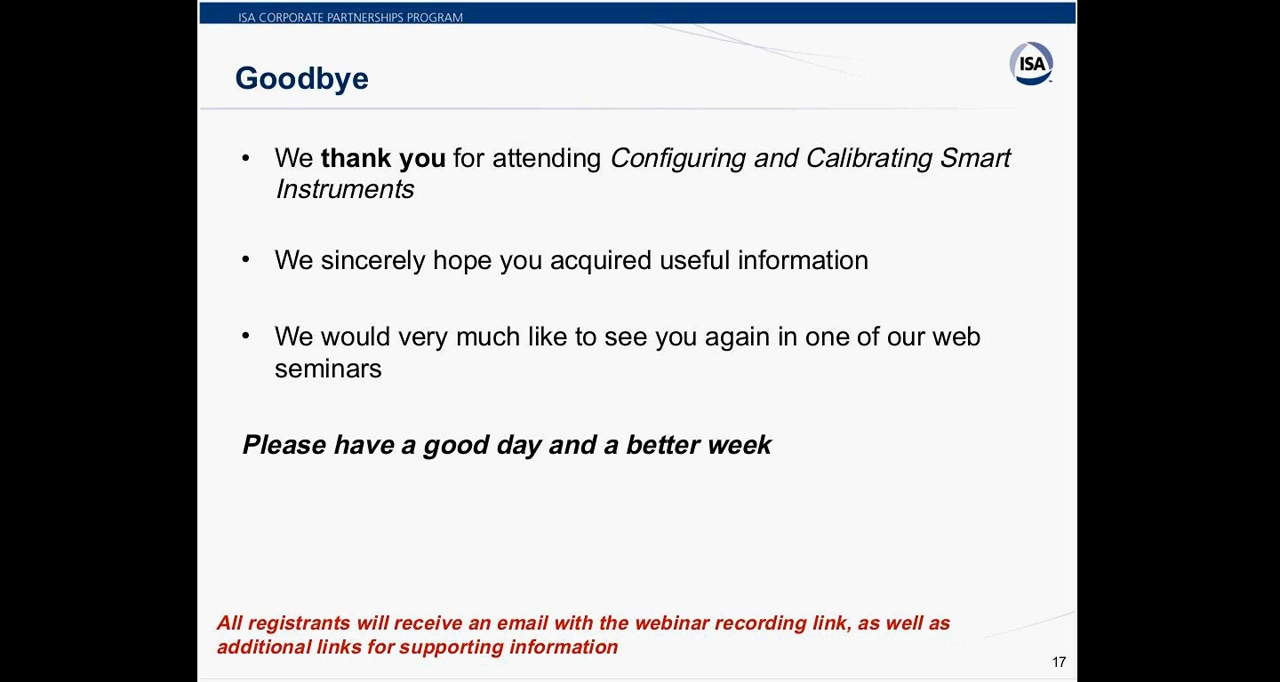 ISA CORPORATE PARTNERSHIPS PROGRAM
ISA
Goodbye
• We thank you for attending Configuring and Calibrating Smart
Instruments
• We sincerely hope you acquired useful information
• We would very much like to see you again in one of our web
seminars
Please have a good day and a better week
All registrants will receive an email with the webinar recording link, as well as
additional links for supporting information
17